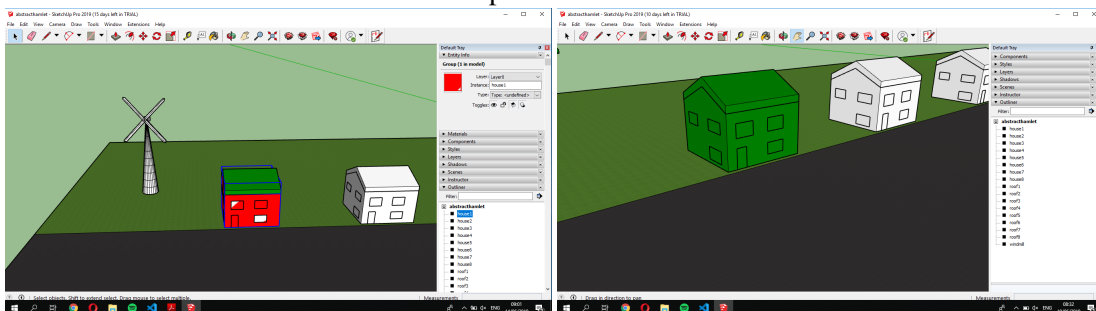 abstracthamlet - SketchUp Pro 2019 (15 days left in TRIAL)
File Edit View Camera Draw Tools Window Extensions Help
Default Tray
Entity Info
Group (1 in model)
Layer: Layer0
Instance: house1
Type: Type: <undefined>
Toggles:
Materials
Components
Styles
Layers
Shadows
Scenes
Instructor
Outliner
Filter:
abstracthamlet
house1
house2
house3
house4
house5
house6
house7
house8
roof1
roof2
roof3
Select objects. Shift to extend select. Drag mouse to select multiple.
Measurements
ENG
09:01
abstracthamlet - SketchUp Pro 2019 (10 days left in TRIAL)
File Edit View Camera Draw Tools Window Extensions Help
Default Tray
Components
Styles
Layers
Shadows
Scenes
Instructor
Outliner
Filter:
abstracthamlet
house1
house2
house3
house4
house5
house6
house7
house8
roof1
roof2
roof3
roof4
roof5
roof6
roof7
roof8
windmill
Drag in direction to pan
Measurements
ENG
08:32